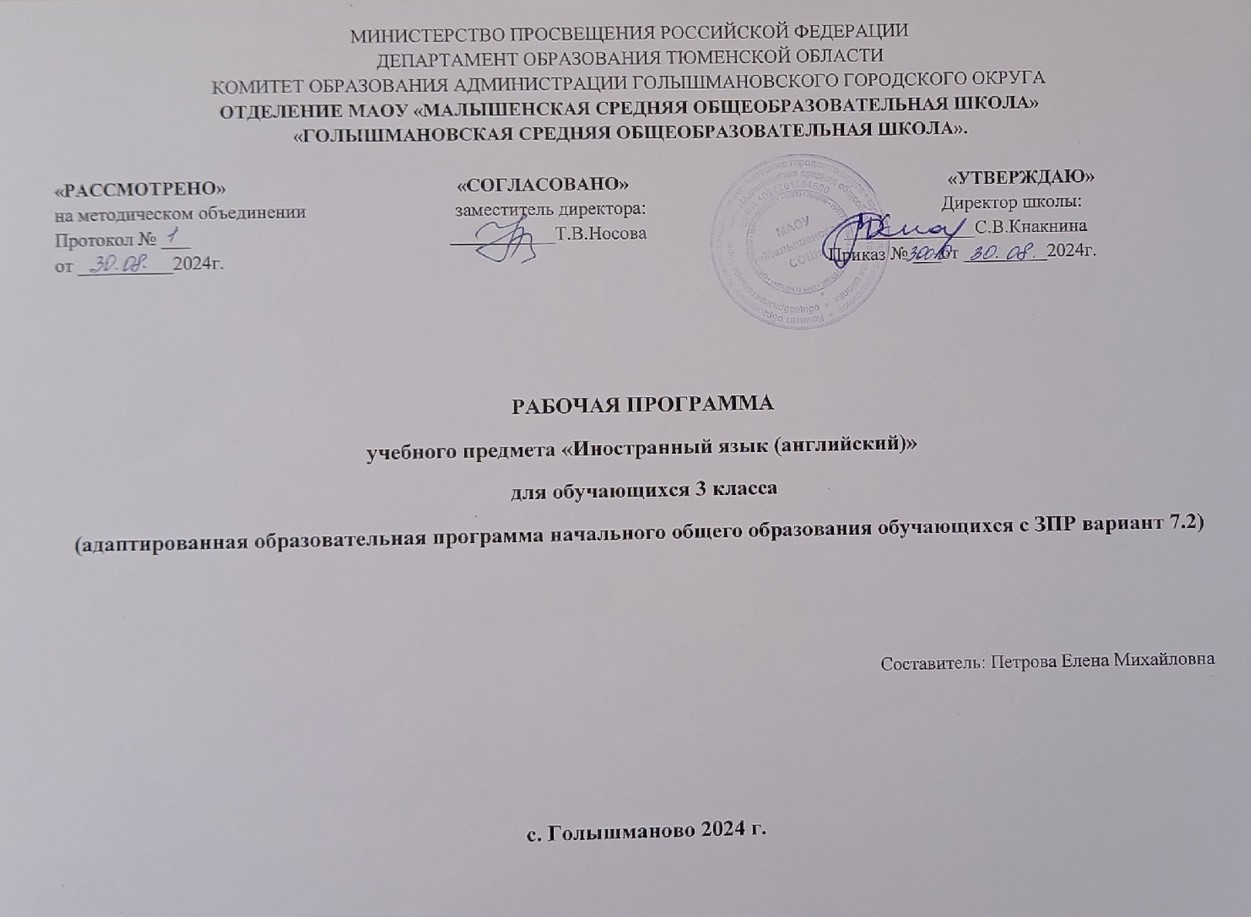 МИНИСТЕРСТВО ПРОСВЕЩЕНИЯ РОССИЙСКОЙ ФЕДЕРАЦИИ
ДЕПАРТАМЕНТ ОБРАЗОВАНИЯ ТЮМЕНСКОЙ ОБЛАСТИ
КОМИТЕТ ОБРАЗОВАНИЯ АДМИНИСТРАЦИИ ГОЛЫШМАНОВСКОГО ГОРОДСКОГО ОКРУГА
ОТДЕЛЕНИЕ МАОУ «МАЛЫШЕНСКАЯ СРЕДНЯЯ ОБЩЕОБРАЗОВАТЕЛЬНАЯ ШКОЛА»
«ГОЛЫШМАНОВСКАЯ СРЕДНЯЯ ОБЩЕОБРАЗОВАТЕЛЬНАЯ ШКОЛА».
«РАССМОТРЕНО»
на методическом объединении
Протокол № 1
от 30.08. 2024г.
«СОГЛАСОВАНО»
заместитель директора:
Т.В.Носова
«УТВЕРЖДАЮ»
Директор школы:
С.В.Кнакнина
Приказ № от 30.08. 2024г.
МАОУ
РАБОЧАЯ ПРОГРАММА
учебного предмета «Иностранный язык (английский)»
для обучающихся 3 класса
(адаптированная образовательная программа начального общего образования обучающихся с ЗПР вариант 7.2)
Составитель: Петрова Елена Михайловна
с. Голышманово 2024 г.